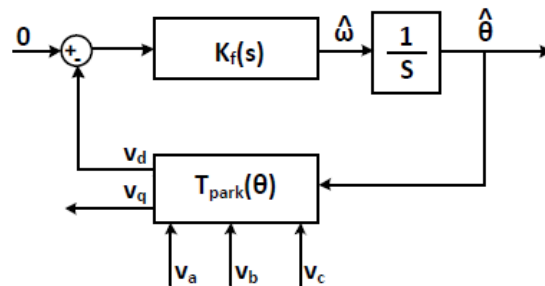 0
+
-
K_f(s)
ω̂
1
S
θ̂
v_d
v_q
T_park(θ)
v_a
v_b
v_c